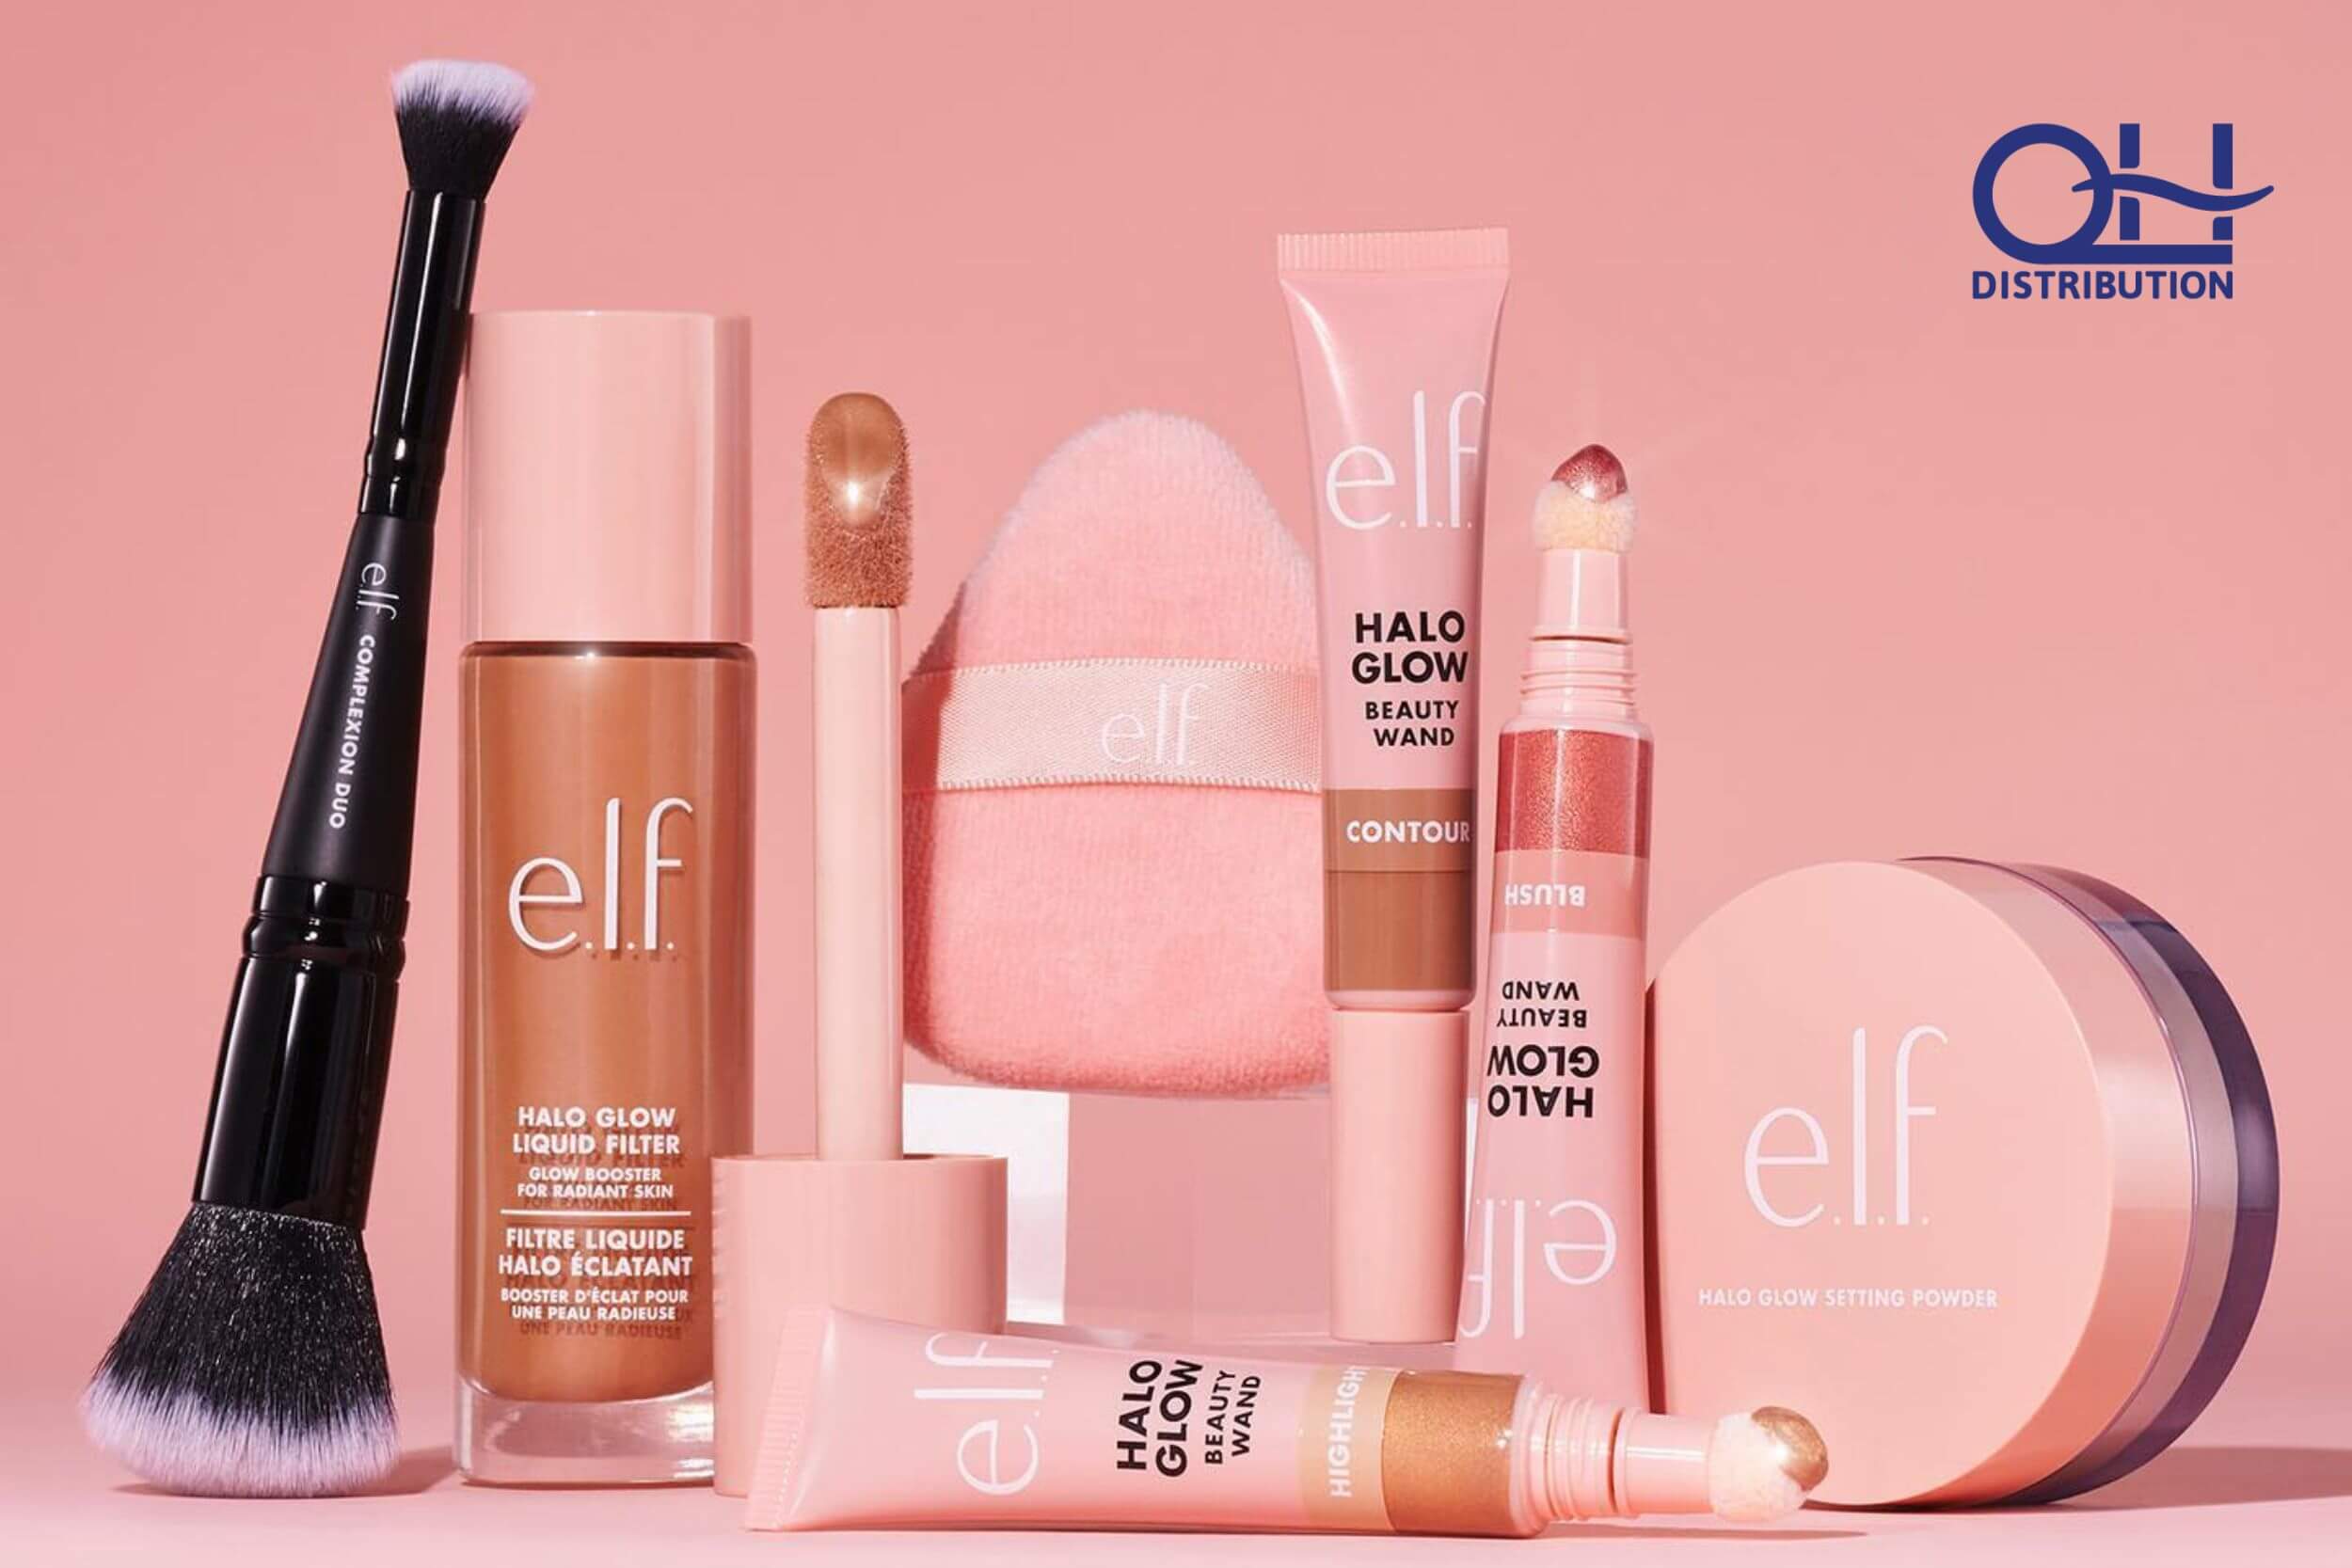 QH
DISTRIBUTION
e.l.f. COMPLEXION DUO
e.l.f.
HALO GLOW
LIQUID FILTER
GLOW BOOSTER
FOR RADIANT SKIN
FILTRE LIQUIDE
HALO ÉCLATANT
BOOSTER D'ÉCLAT POUR
UNE PEAU RADIEUSE
e.l.f.
e.l.f.
HALO
GLOW
BEAUTY
WAND
CONTOUR
e.l.f.
HALO
GLOW
BEAUTY
WAND
BLUSH
e.l.f.
HALO GLOW SETTING POWDER
e.l.f.
HALO
GLOW
BEAUTY
WAND
HIGHLIGHT